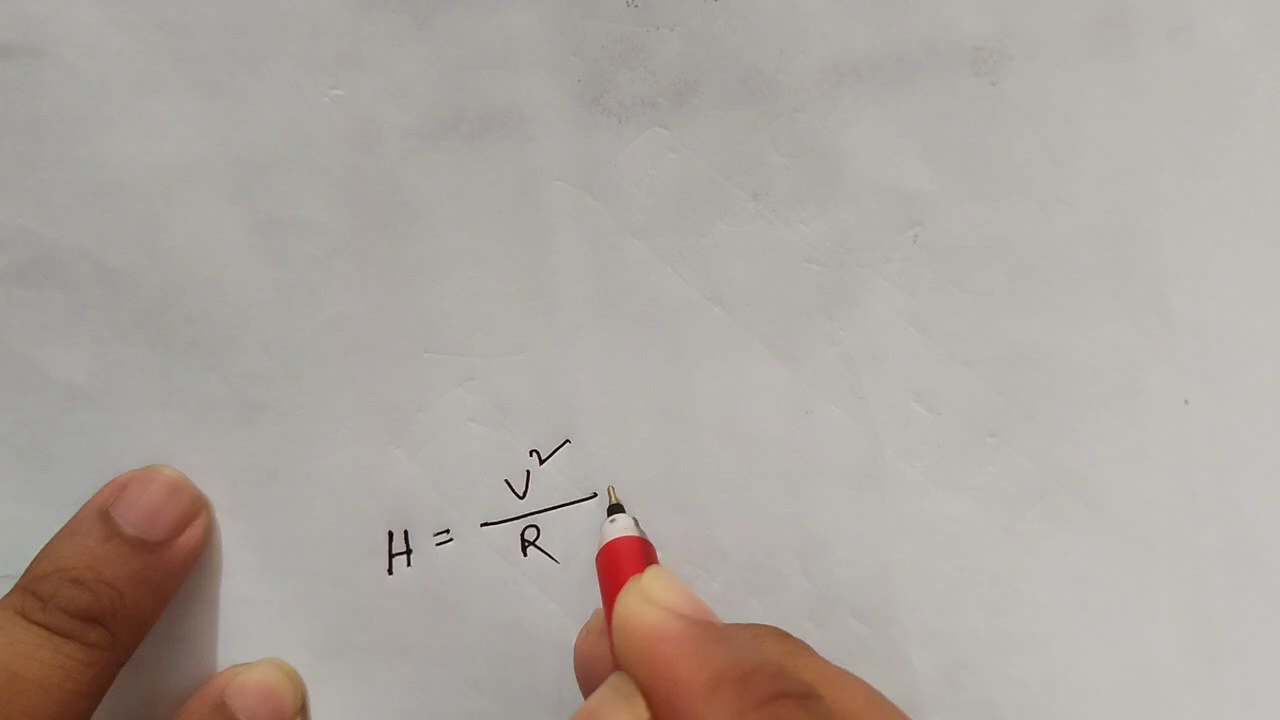 H = V²/R